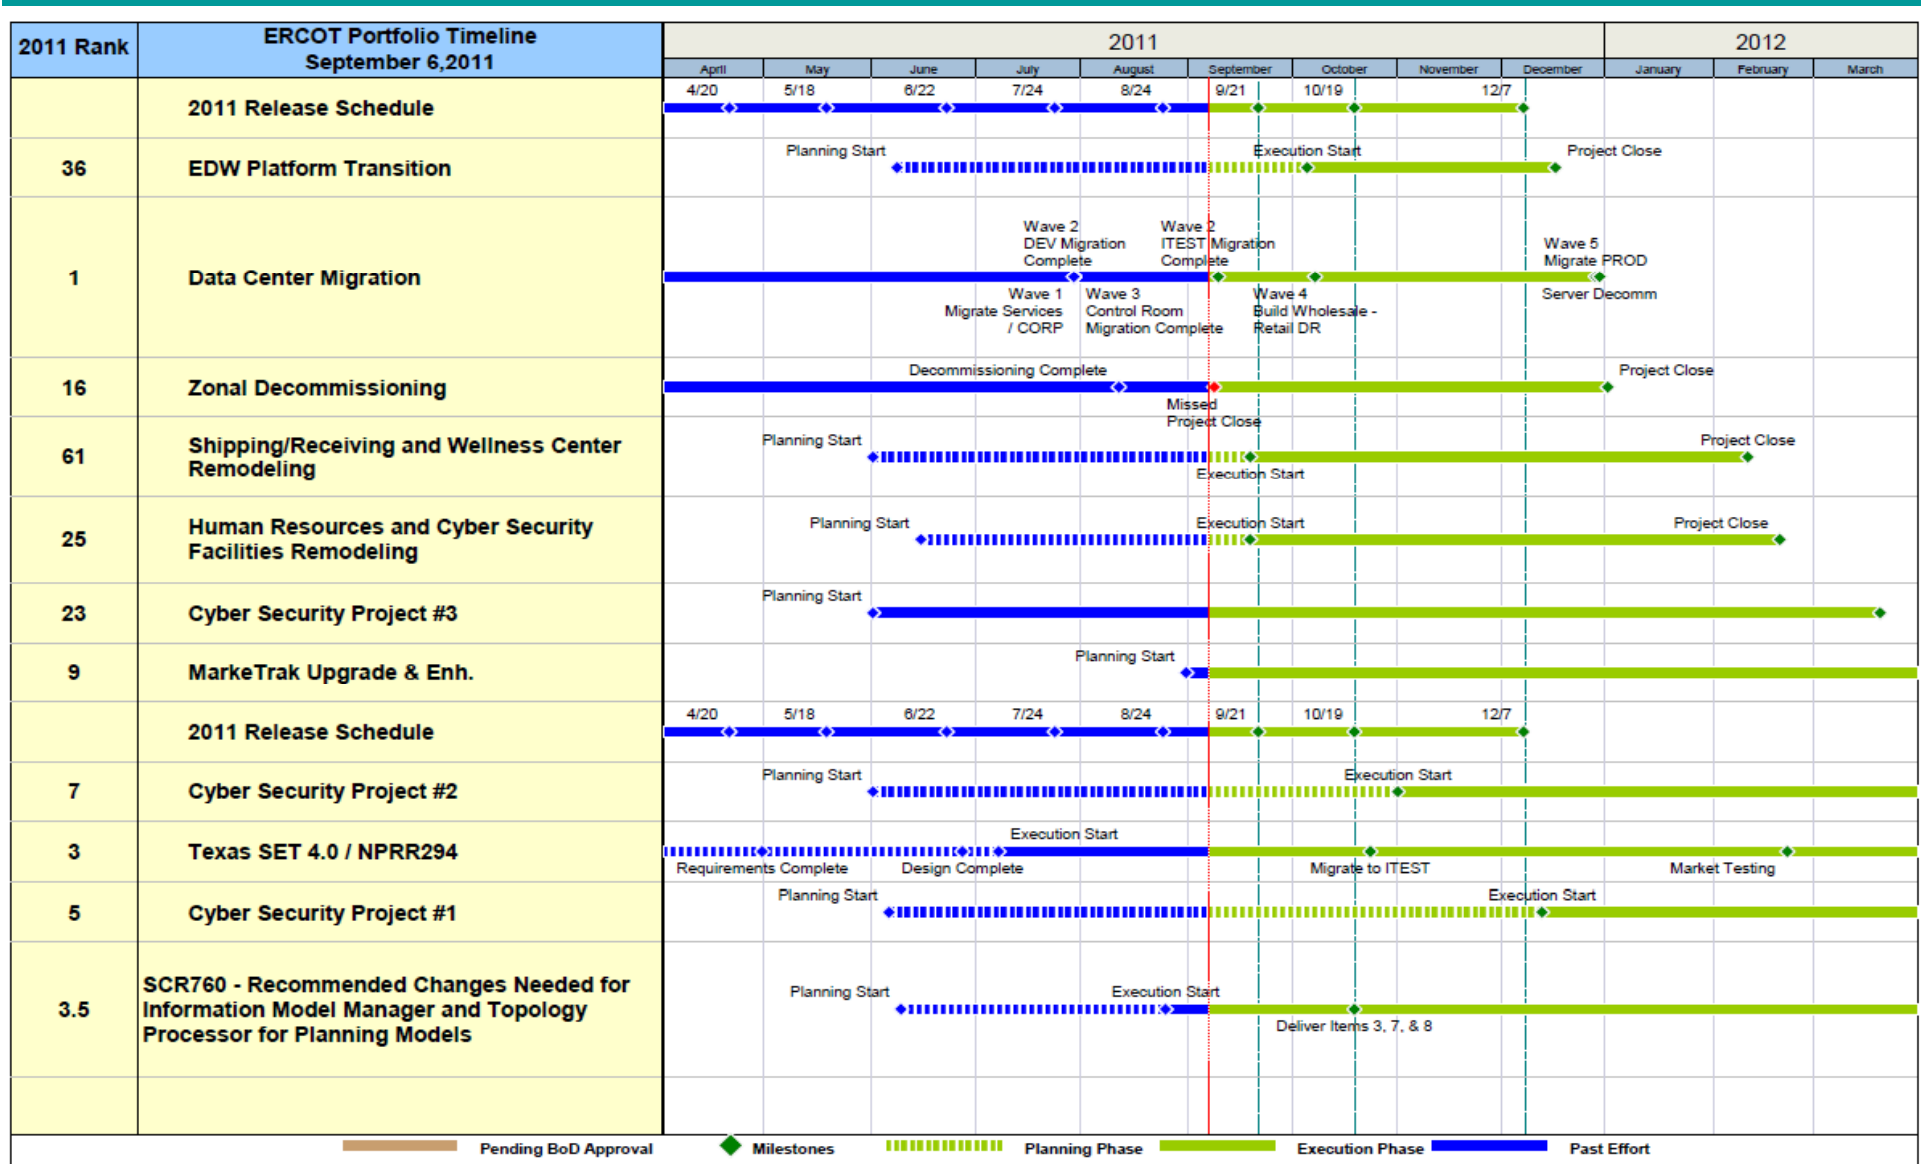 2011 Rank
ERCOT Portfolio Timeline
September 6,2011
2011
2012
April May June July August September October November December January February March
2011 Release Schedule
4/20 5/18 6/22 7/24 8/24 9/21 10/19 12/7
36
EDW Platform Transition
Planning Start Execution Start Project Close
1
Data Center Migration
Wave 2
DEV Migration
Complete
Wave 2
ITEST Migration
Complete
Wave 5
Migrate PROD
Wave 1
Migrate Services
/ CORP
Wave 3
Control Room
Migration Complete
Wave 4
Build Wholesale -
Retail DR
Server Decomm
16
Zonal Decommissioning
Decommissioning Complete
Project Close
Missed
Project Close
61
Shipping/Receiving and Wellness Center
Remodeling
Planning Start
Project Close
Execution Start
25
Human Resources and Cyber Security
Facilities Remodeling
Planning Start Execution Start Project Close
23
Cyber Security Project #3
Planning Start
9
MarkeTrak Upgrade & Enh.
Planning Start
2011 Release Schedule
4/20 5/18 6/22 7/24 8/24 9/21 10/19 12/7
7
Cyber Security Project #2
Planning Start Execution Start
3
Texas SET 4.0 / NPRR294
Execution Start
Requirements Complete Design Complete Migrate to ITEST Market Testing
5
Cyber Security Project #1
Planning Start Execution Start
3.5
SCR760 - Recommended Changes Needed for
Information Model Manager and Topology
Processor for Planning Models
Planning Start Execution Start
Deliver Items 3, 7, & 8
Pending BoD Approval Milestones Planning Phase Execution Phase Past Effort